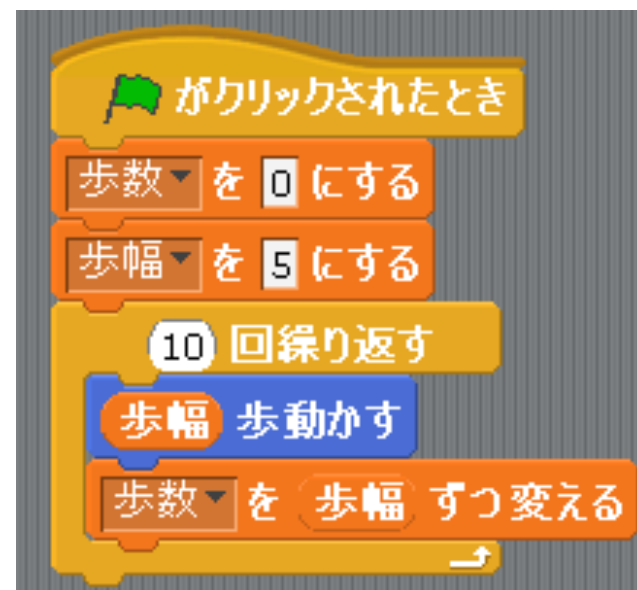 がクリックされたとき
歩数 を 0 にする
歩幅 を 5 にする
10 回繰り返す
歩幅 歩動かす
歩数 を 歩幅 ずつ変える